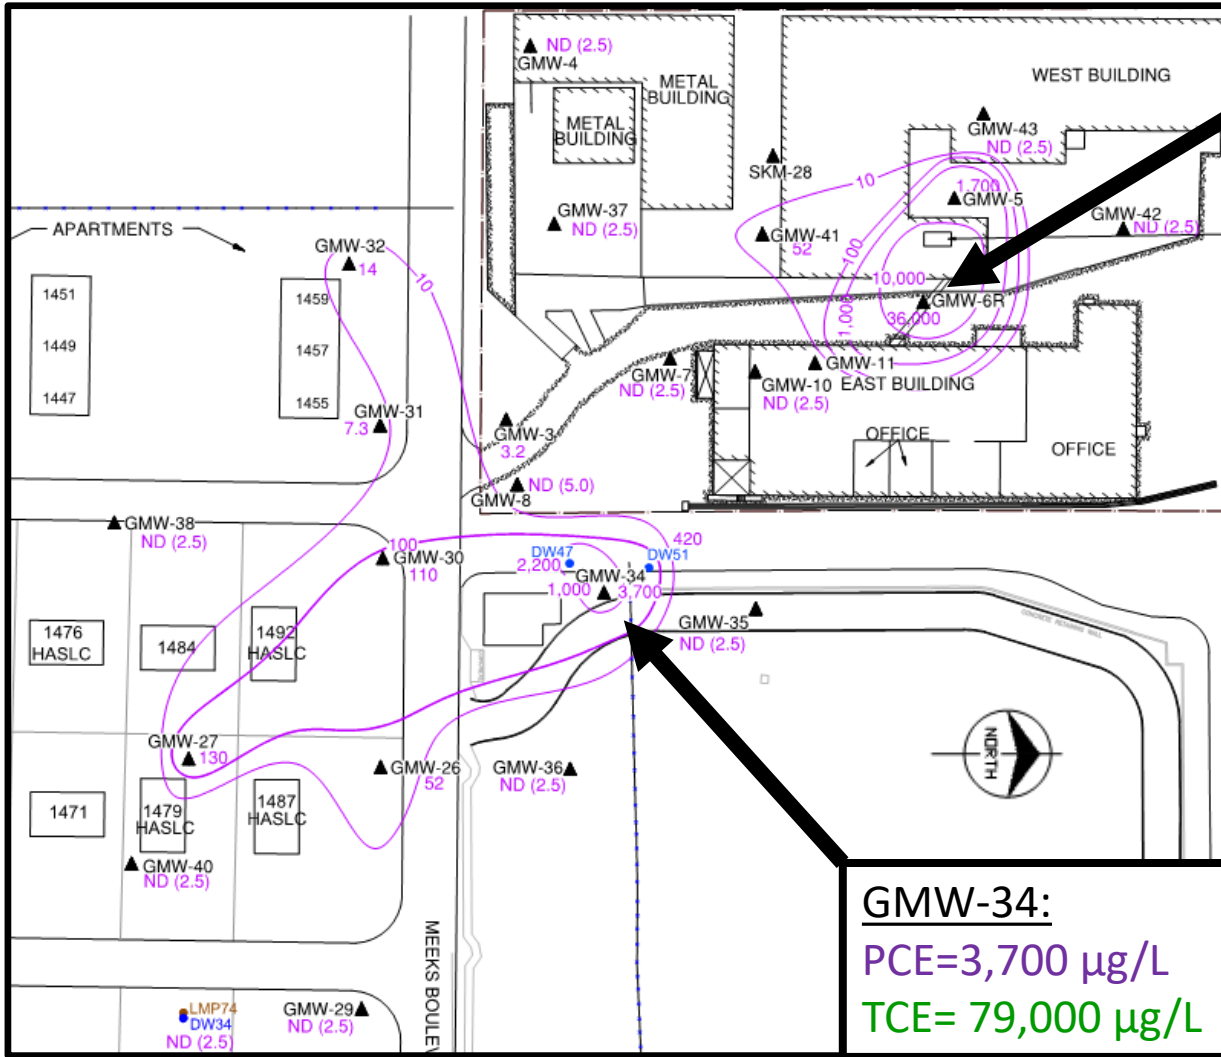 ND (2.5)
GMW-4
METAL
BUILDING
METAL
BUILDING
WEST BUILDING
GMW-43
ND (2.5)
SKM-28
10
1,700
GMW-5
GMW-37
ND (2.5)
GMW-41
52
GMW-42
ND (2.5)
APARTMENTS
GMW-32
14
10
100
10,000
1,000
GMW-6R
36,000
1451
1449
1447
1459
1457
1455
GMW-7
ND (2.5)
GMW-11
GMW-10
ND (2.5)
EAST BUILDING
GMW-31
7.3
GMW-3
3.2
OFFICE
OFFICE
ND (5.0)
GMW-8
GMW-38
ND (2.5)
100
GMW-30
110
420
DW47
DW51
2,200
GMW-34
1,000
3,700
GMW-35
ND (2.5)
CONCRETE RETAINING WALL
1476
HASLC
1484
1492
HASLC
GMW-27
130
GMW-26
52
GMW-36
ND (2.5)
NORTH
1471
1479
HASLC
1487
HASLC
GMW-40
ND (2.5)
MEEKS BOULEV
GMW-34:
PCE=3,700 µg/L
TCE= 79,000 µg/L
LMP74
DW34
ND (2.5)
GMW-29
ND (2.5)